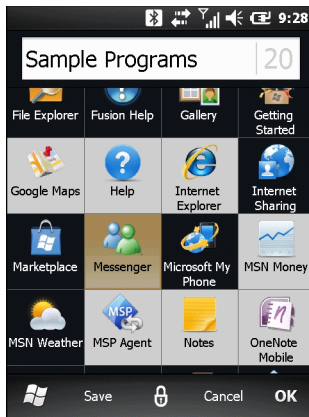 9:28
Sample Programs 20
File Explorer Fusion Help Gallery Getting
Started
Google Maps Help Internet Internet
Explorer Sharing
Marketplace Messenger Microsoft My MSN Money
Phone
MSN Weather MSP Agent Notes OneNote
MSP
Mobile
Save Cancel OK